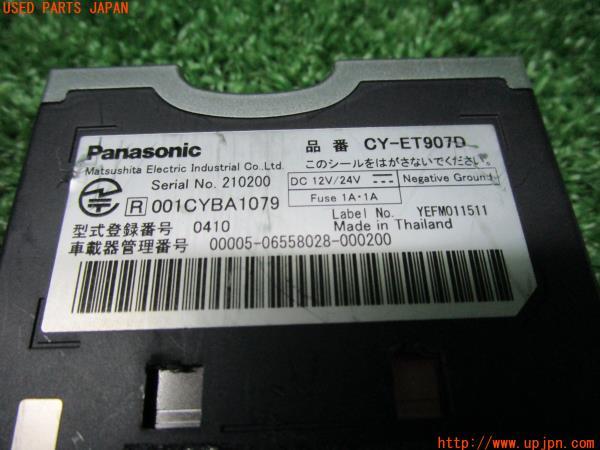 USED PARTS JAPAN
Panasonic
品 番 CY-ET907D
Matsushita Electric Industrial Co.,Ltd.
このシールをはがさないでください。
Serial No. 210200
DC 12V/24V
Negative Ground
Fuse 1A・1A
R 001CYBA1079
Label No. YEFM011511
型式登録番号 0410
Made in Thailand
車載器管理番号 00005-06558028-000200
http://www.upjpn.com/